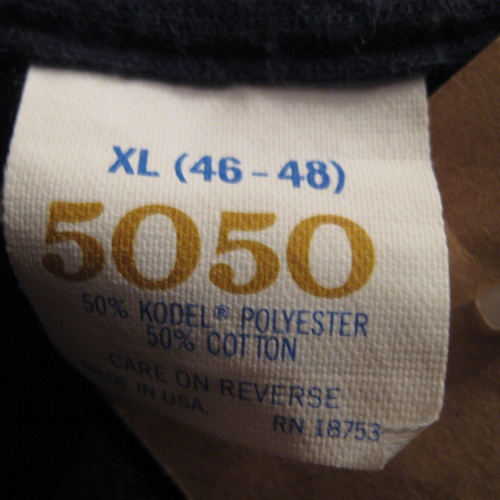 XL (46-48)
5050
50% KODEL® POLYESTER
50% COTTON
CARE ON REVERSE
MADE IN USA.
RN 18753